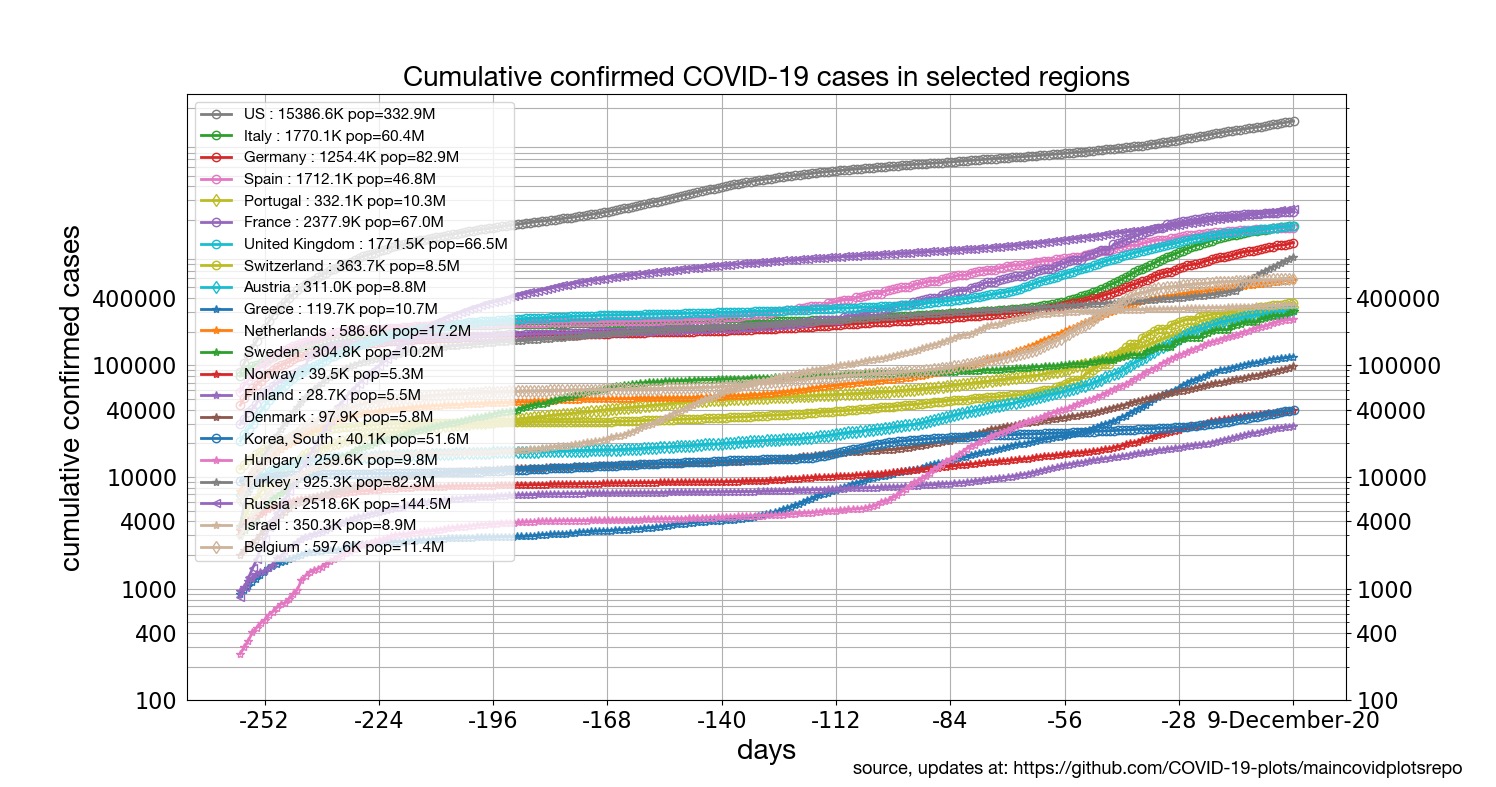 Cumulative confirmed COVID-19 cases in selected regions
US : 15386.6K pop=332.9M
Italy : 1770.1K pop=60.4M
Germany : 1254.4K pop=82.9M
Spain : 1712.1K pop=46.8M
Portugal : 332.1K pop=10.3M
France : 2377.9K pop=67.0M
United Kingdom : 1771.5K pop=66.5M
Switzerland : 363.7K pop=8.5M
Austria : 311.0K pop=8.8M
Greece : 119.7K pop=10.7M
Netherlands : 586.6K pop=17.2M
Sweden : 304.8K pop=10.2M
Norway : 39.5K pop=5.3M
Finland : 28.7K pop=5.5M
Denmark : 97.9K pop=5.8M
Korea, South : 40.1K pop=51.6M
Hungary : 259.6K pop=9.8M
Turkey : 925.3K pop=82.3M
Russia : 2518.6K pop=144.5M
Israel : 350.3K pop=8.9M
Belgium : 597.6K pop=11.4M
cumulative confirmed cases
400000
100000
40000
10000
4000
1000
400
100
400000
100000
40000
10000
4000
1000
400
100
-252 -224 -196 -168 -140 -112 -84 -56 -28 9-December-20
days
source, updates at: https://github.com/COVID-19-plots/maincovidplotsrepo